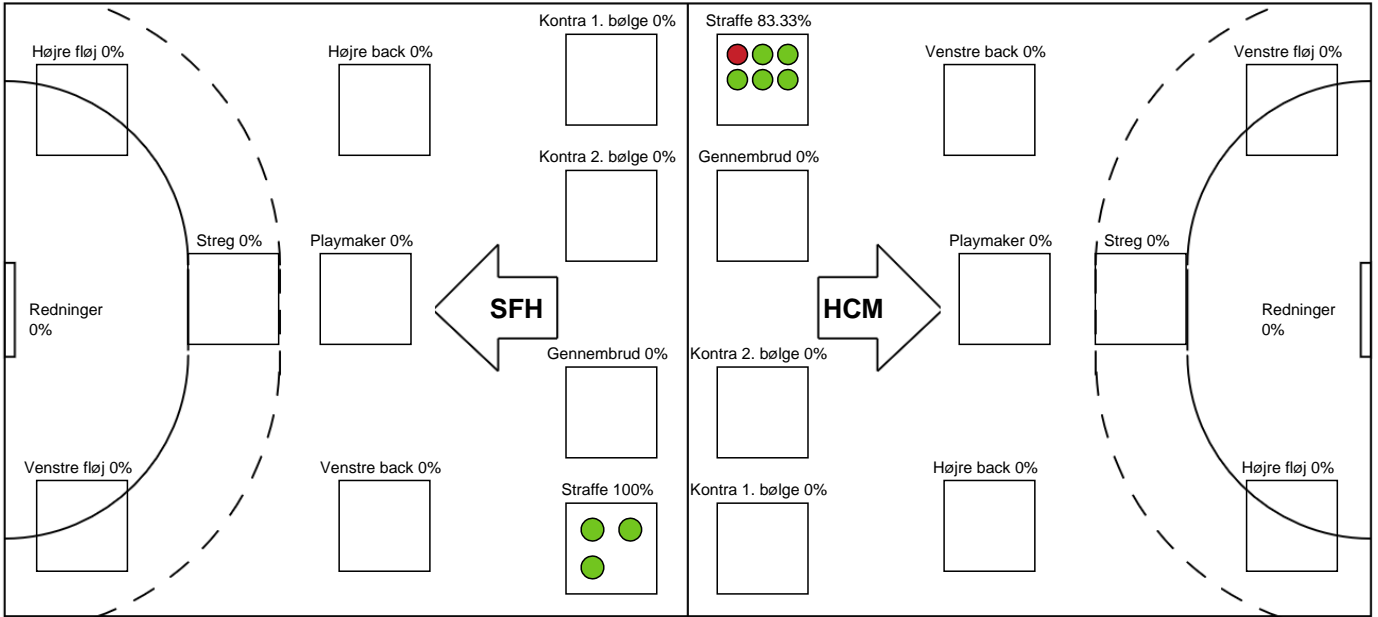 Kontra 1. bølge 0%
Straffe 83.33%
Højre fløj 0%
Højre back 0%
Venstre back 0%
Venstre fløj 0%
Kontra 2. bølge 0%
Gennembrud 0%
Streg 0%
Playmaker 0%
Playmaker 0%
Streg 0%
Redninger
0%
SFH
HCM
Redninger
0%
Gennembrud 0%
Kontra 2. bølge 0%
Venstre fløj 0%
Venstre back 0%
Højre back 0%
Højre fløj 0%
Straffe 100%
Kontra 1. bølge 0%